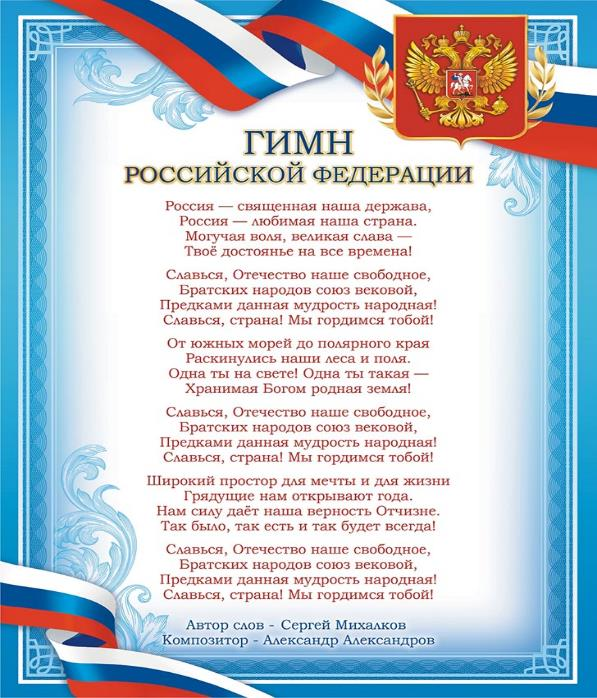 ГИМН
РОССИЙСКОЙ ФЕДЕРАЦИИ
Россия — священная наша держава,
Россия — любимая наша страна.
Могучая воля, великая слава —
Твоё достоянье на все времена!
Славься, Отечество наше свободное,
Братских народов союз вековой,
Предками данная мудрость народная!
Славься, страна! Мы гордимся тобой!
От южных морей до полярного края
Раскинулись наши леса и поля.
Одна ты на свете! Одна ты такая —
Хранимая Богом родная земля!
Славься, Отечество наше свободное,
Братских народов союз вековой,
Предками данная мудрость народная!
Славься, страна! Мы гордимся тобой!
Широкий простор для мечты и для жизни
Грядущие нам открывают года.
Нам силу даёт наша верность Отчизне.
Так было, так есть и так будет всегда!
Славься, Отечество наше свободное,
Братских народов союз вековой,
Предками данная мудрость народная!
Славься, страна! Мы гордимся тобой!
Автор слов - Сергей Михалков
Композитор - Александр Александров